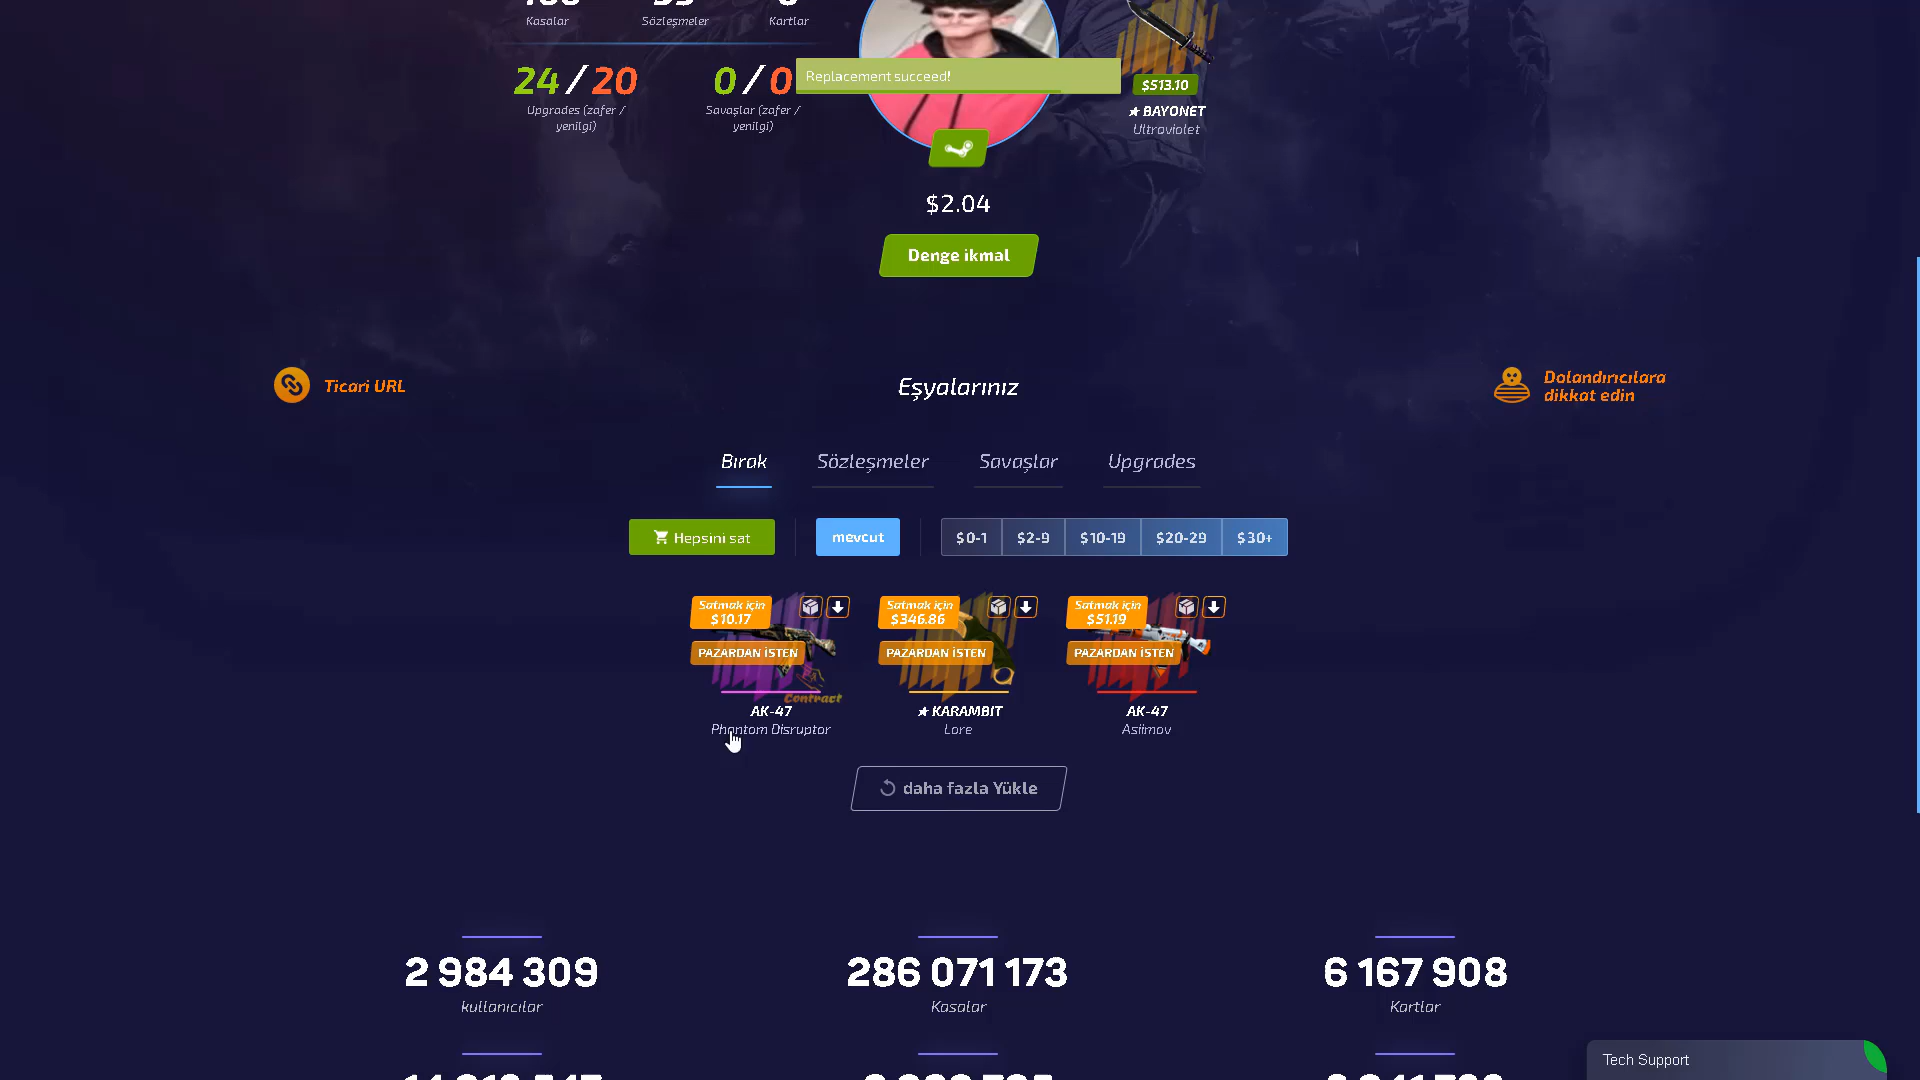 Kasalar
Sözleşmeler
Kartlar
24 / 20
Upgrades (zafer /
yenilgi)
0 / 0
Savaşlar (zafer /
yenilgi)
Replacement succeed!
$513.10
★ BAYONET
Ultraviolet
$2.04
Denge ikmal
Ticari URL
Eşyalarınız
Dolandırıcılara
dikkat edin
Bırak
Sözleşmeler
Savaşlar
Upgrades
Hepsini sat
mevcut
$0-1
$2-9
$10-19
$20-29
$30+
Satmak için
$10.17
PAZARDAN İSTEN
Contract
AK-47
Phantom Disruptor
Satmak için
$346.86
PAZARDAN İSTEN
★ KARAMBIT
Lore
Satmak için
$51.19
PAZARDAN İSTEN
AK-47
Asiimov
daha fazla Yükle
2 984 309
kullanıcılar
286 071 173
Kasalar
6 167 908
Kartlar
Tech Support